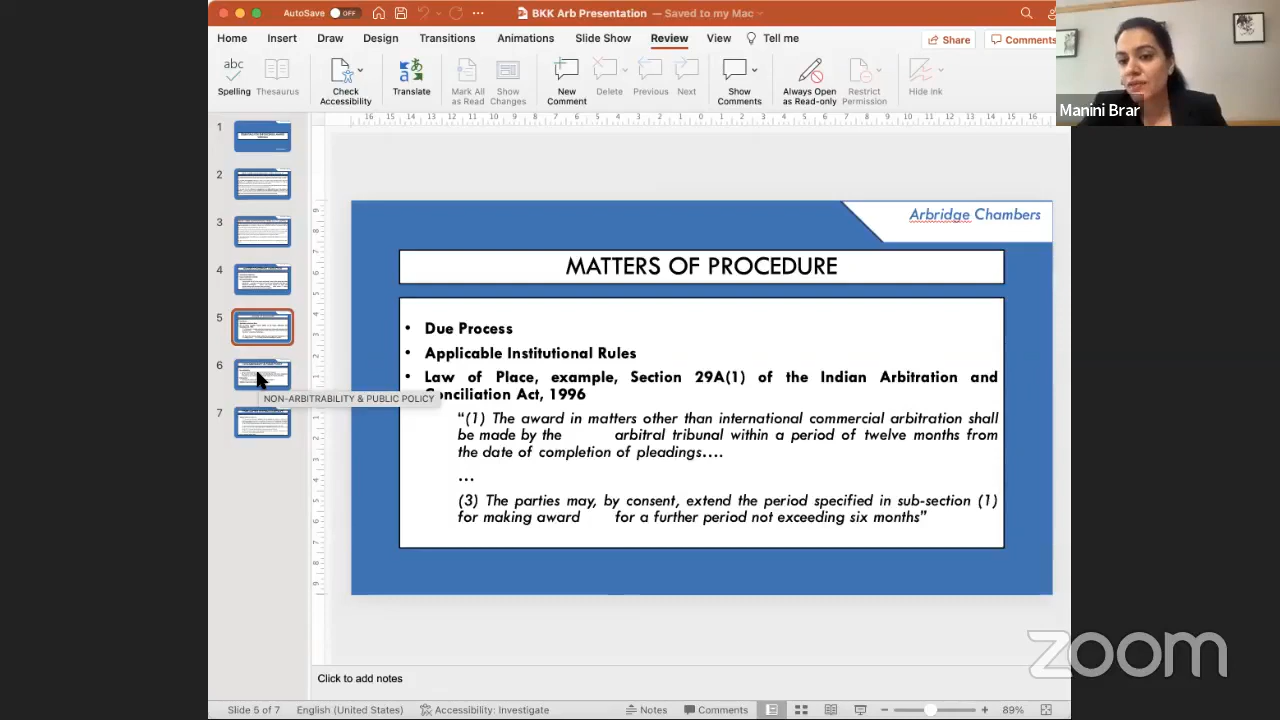 AutoSave OFF BKK Arb Presentation — Saved to my Mac
Home Insert Draw Design Transitions Animations Slide Show Review View Tell me Share Comments
abc
Spelling Thesaurus Check Accessibility Translate Mark All as Read Show Changes New Comment Delete Previous Next Show Comments Always Open as Read-only Restrict Permission Hide ink
Manini Brar
1
2
3
4
5
6
7
NON-ARBITRABILITY & PUBLIC POLICY
Arbridge Chambers
MATTERS OF PROCEDURE
• Due Process
• Applicable Institutional Rules
• Law of Place, example, Section 29A(1) of the Indian Arbitration and
Conciliation Act, 1996
“(1) The award in matters other than international commercial arbitration shall
be made by the arbitral tribunal within a period of twelve months from
the date of completion of pleadings….
…
(3) The parties may, by consent, extend the period specified in sub-section (1)
for making award for a further period not exceeding six months”
Click to add notes
Slide 5 of 7 English (United States) Accessibility: Investigate Notes Comments 89%
zoom